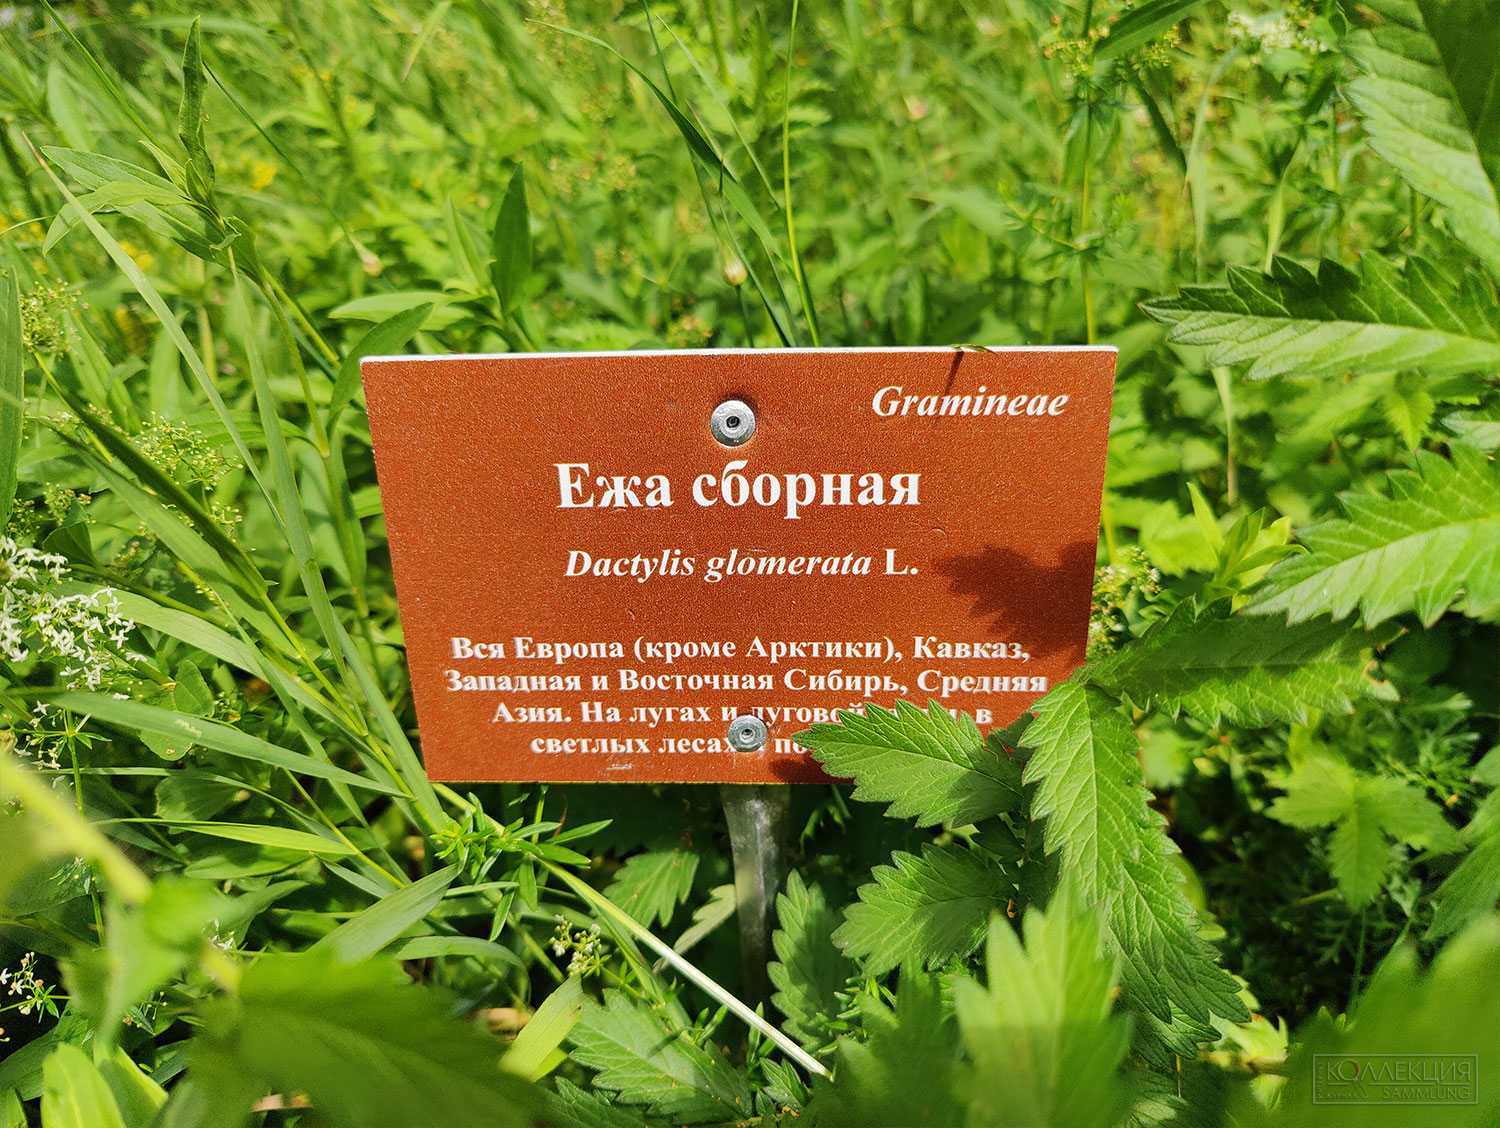 Gramineae
Ежа сборная
Dactylis glomerata L.
Вся Европа (кроме Арктики), Кавказ,
Западная и Восточная Сибирь, Средняя
Азия. На лугах и луговой в
светлых лесах
КОЛЛЕКЦИЯ
SAMMLUNG